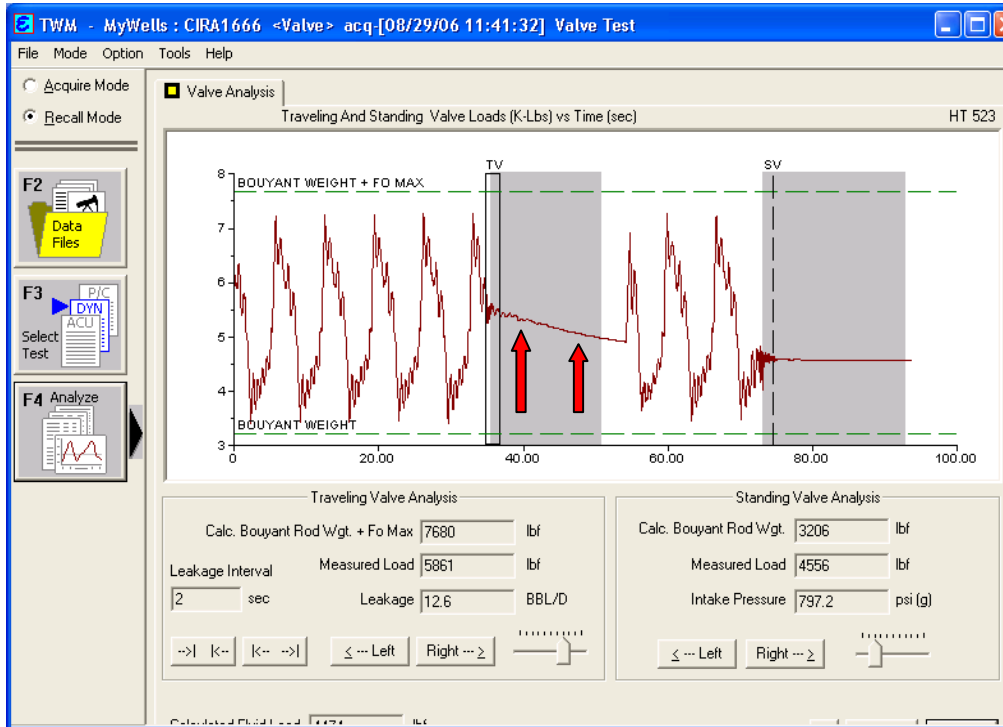 TWM - MyWells : CIRA1666 <Valve> acq-[08/29/06 11:41:32] Valve Test
File Mode Option Tools Help
Acquire Mode
Recall Mode
F2
Data
Files
F3
P/C
DYN
ACU
Select
Test
F4 Analyze
Valve Analysis
Traveling And Standing Valve Loads (K-Lbs) vs Time (sec)
HT 523
TV
SV
8
BOUYANT WEIGHT + FO MAX
7
6
5
4
BOUYANT WEIGHT
3
0 20.00 40.00 60.00 80.00 100.00
Traveling Valve Analysis
Calc. Bouyant Rod Wgt. + Fo Max 7680 lbf
Leakage Interval
Measured Load 5861 lbf
2 sec
Leakage 12.6 BBL/D
-->| |<-- |<-- -->| < --- Left Right --- >
Standing Valve Analysis
Calc. Bouyant Rod Wgt. 3206 lbf
Measured Load 4556 lbf
Intake Pressure 797.2 psi (g)
< --- Left Right --- >
Calculated Fluid Load 4474 lbf